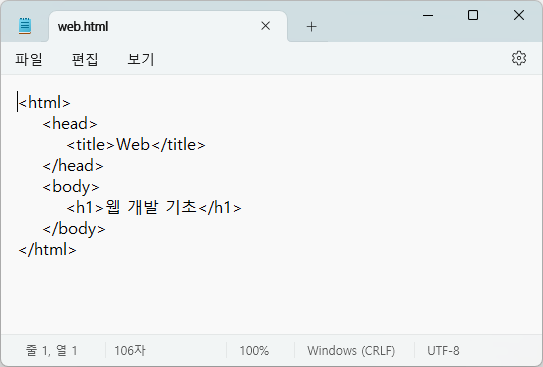 web.html
파일 편집 보기
<html>
<head>
<title>Web</title>
</head>
<body>
<h1>웹 개발 기초</h1>
</body>
</html>
줄 1, 열 1 106자 100% Windows (CRLF) UTF-8